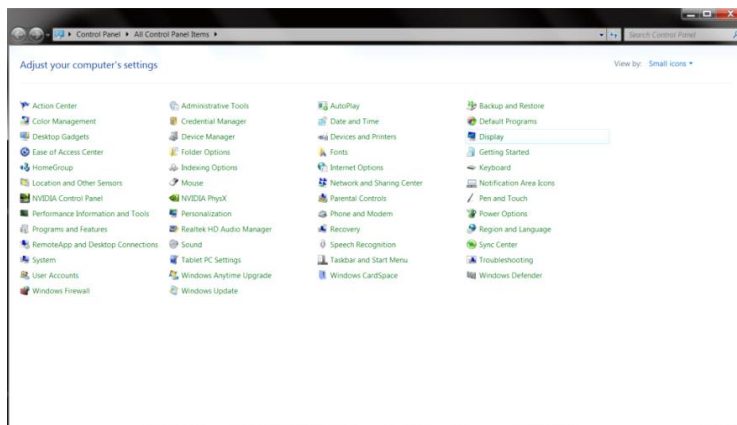 Control Panel ▸ All Control Panel Items ▸ Search Control Panel
Adjust your computer's settings View by: Small icons
Action Center Administrative Tools AutoPlay Backup and Restore
Color Management Credential Manager Date and Time Default Programs
Desktop Gadgets Device Manager Devices and Printers Display
Ease of Access Center Folder Options Fonts Getting Started
HomeGroup Indexing Options Internet Options Keyboard
Location and Other Sensors Mouse Network and Sharing Center Notification Area Icons
NVIDIA Control Panel NVIDIA PhysX Parental Controls Pen and Touch
Performance Information and Tools Personalization Phone and Modem Power Options
Programs and Features Realtek HD Audio Manager Recovery Region and Language
RemoteApp and Desktop Connections Sound Speech Recognition Sync Center
System Tablet PC Settings Taskbar and Start Menu Troubleshooting
User Accounts Windows Anytime Upgrade Windows CardSpace Windows Defender
Windows Firewall Windows Update